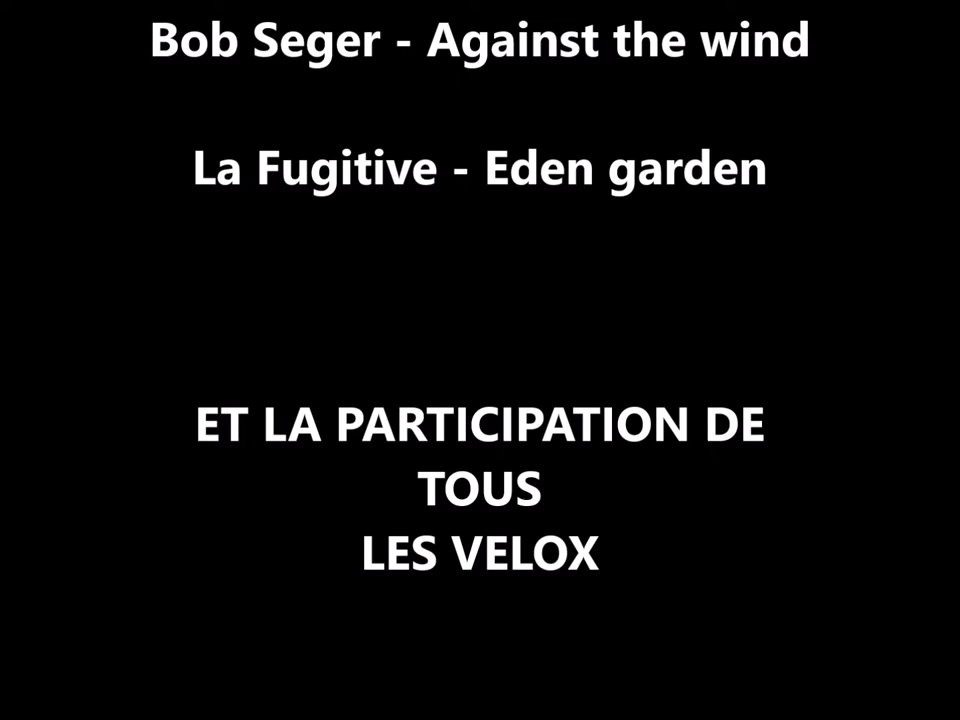 Bob Seger - Against the wind
La Fugitive - Eden garden
ET LA PARTICIPATION DE
TOUS
LES VELOX